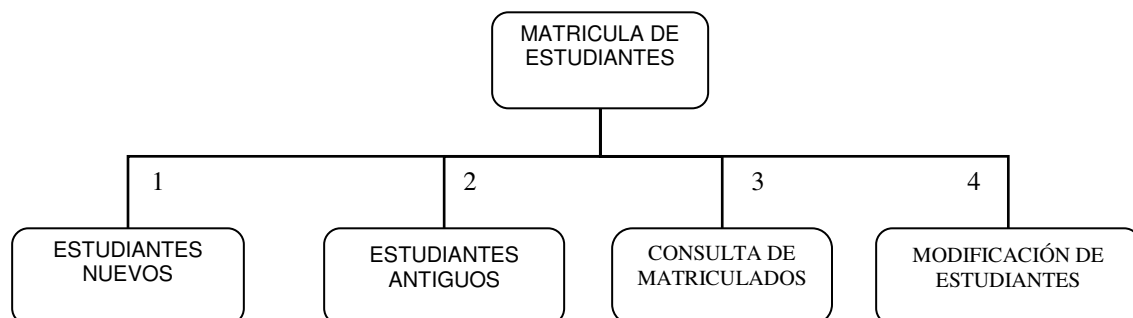 MATRICULA DE
ESTUDIANTES
1
2
3
4
ESTUDIANTES
NUEVOS
ESTUDIANTES
ANTIGUOS
CONSULTA DE
MATRICULADOS
MODIFICACIÓN DE
ESTUDIANTES